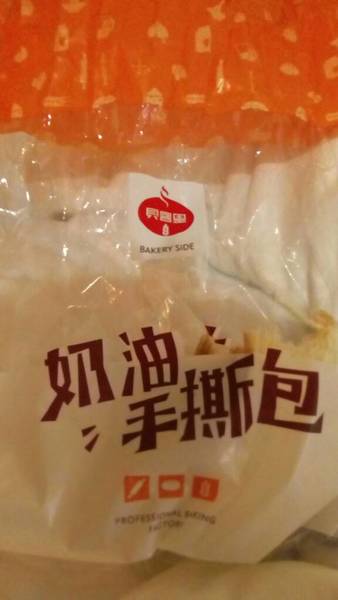 BAKERY SIDE
奶油
手撕包
PROFESSIONAL BAKING
FACTORY